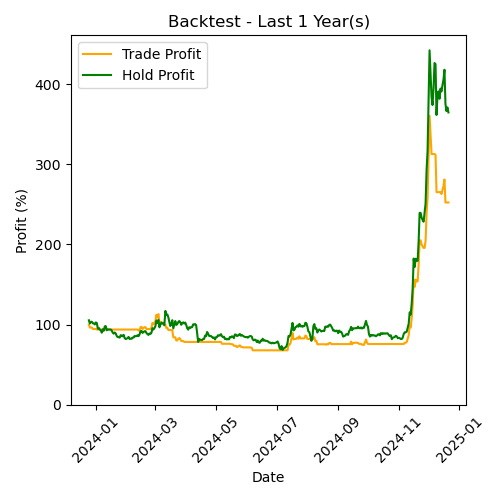 Backtest - Last 1 Year(s)
Trade Profit
Hold Profit
Profit (%)
400
300
200
100
0
2024-01
2024-03
2024-05
2024-07
2024-09
2024-11
2025-01
Date